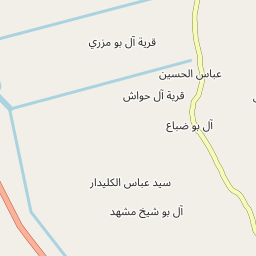 قرية آل بو مزري
عباس الحسين
قرية آل حواش
آل بو ضباع
سيد عباس الكليدار
آل بو شيخ مشهد